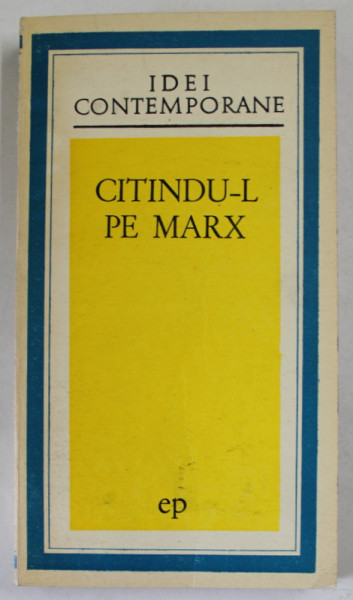 IDEI
CONTEMPORANE
CITINDU-L
PE MARX
ep